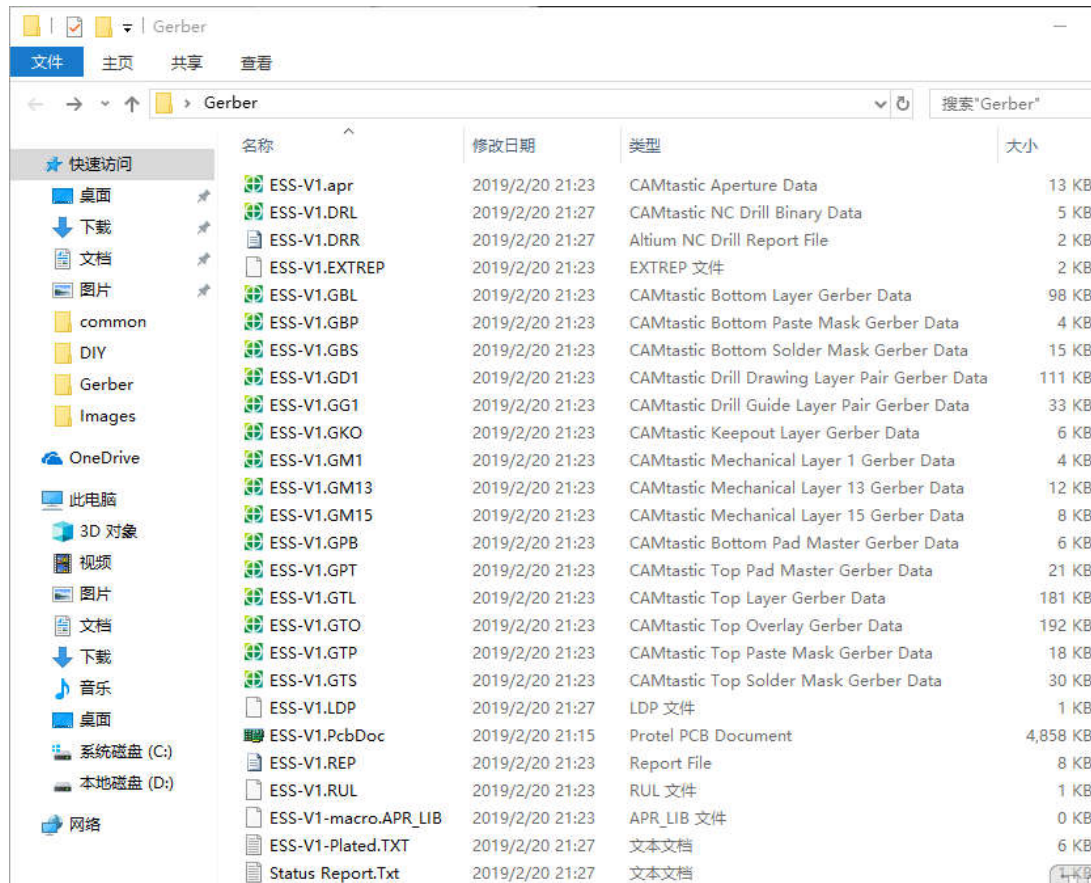 Gerber
文件 主页 共享 查看
Gerber 搜索"Gerber"
名称 修改日期 类型 大小
快速访问
桌面
下载
文档
图片
common
DIY
Gerber
Images
OneDrive
此电脑
3D 对象
视频
图片
文档
下载
音乐
桌面
系统磁盘 (C:)
本地磁盘 (D:)
网络
ESS-V1.apr 2019/2/20 21:23 CAMtastic Aperture Data 13 KB
ESS-V1.DRL 2019/2/20 21:27 CAMtastic NC Drill Binary Data 5 KB
ESS-V1.DRR 2019/2/20 21:27 Altium NC Drill Report File 2 KB
ESS-V1.EXTREP 2019/2/20 21:23 EXTREP 文件 2 KB
ESS-V1.GBL 2019/2/20 21:23 CAMtastic Bottom Layer Gerber Data 98 KB
ESS-V1.GBP 2019/2/20 21:23 CAMtastic Bottom Paste Mask Gerber Data 4 KB
ESS-V1.GBS 2019/2/20 21:23 CAMtastic Bottom Solder Mask Gerber Data 15 KB
ESS-V1.GD1 2019/2/20 21:23 CAMtastic Drill Drawing Layer Pair Gerber Data 111 KB
ESS-V1.GG1 2019/2/20 21:23 CAMtastic Drill Guide Layer Pair Gerber Data 33 KB
ESS-V1.GKO 2019/2/20 21:23 CAMtastic Keepout Layer Gerber Data 6 KB
ESS-V1.GM1 2019/2/20 21:23 CAMtastic Mechanical Layer 1 Gerber Data 4 KB
ESS-V1.GM13 2019/2/20 21:23 CAMtastic Mechanical Layer 13 Gerber Data 12 KB
ESS-V1.GM15 2019/2/20 21:23 CAMtastic Mechanical Layer 15 Gerber Data 8 KB
ESS-V1.GPB 2019/2/20 21:23 CAMtastic Bottom Pad Master Gerber Data 6 KB
ESS-V1.GPT 2019/2/20 21:23 CAMtastic Top Pad Master Gerber Data 21 KB
ESS-V1.GTL 2019/2/20 21:23 CAMtastic Top Layer Gerber Data 181 KB
ESS-V1.GTO 2019/2/20 21:23 CAMtastic Top Overlay Gerber Data 192 KB
ESS-V1.GTP 2019/2/20 21:23 CAMtastic Top Paste Mask Gerber Data 18 KB
ESS-V1.GTS 2019/2/20 21:23 CAMtastic Top Solder Mask Gerber Data 30 KB
ESS-V1.LDP 2019/2/20 21:27 LDP 文件 1 KB
ESS-V1.PcbDoc 2019/2/20 21:15 Protel PCB Document 4,858 KB
ESS-V1.REP 2019/2/20 21:23 Report File 8 KB
ESS-V1.RUL 2019/2/20 21:23 RUL 文件 1 KB
ESS-V1-macro.APR_LIB 2019/2/20 21:23 APR_LIB 文件 0 KB
ESS-V1-Plated.TXT 2019/2/20 21:27 文本文档 6 KB
Status Report.Txt 2019/2/20 21:27 文本文档 1 KB